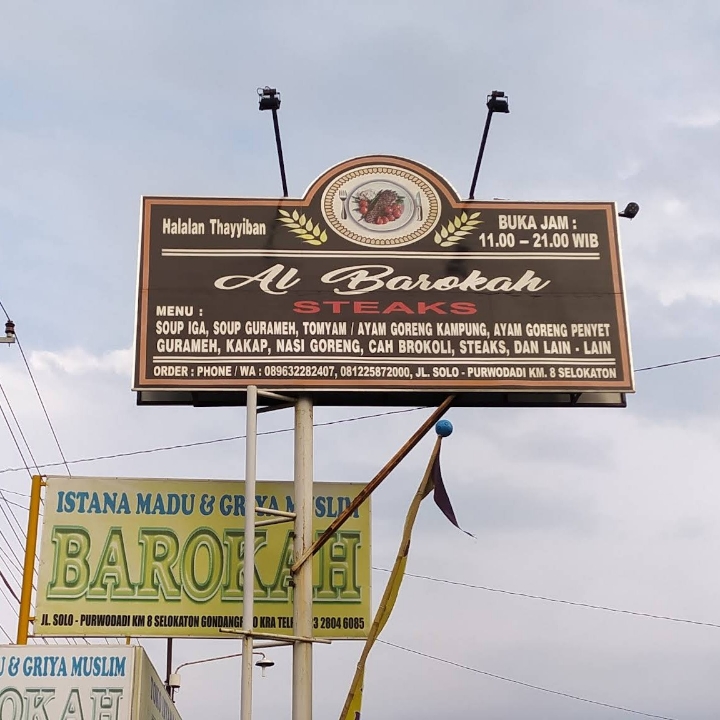 Halalan Thayyiban
BUKA JAM :
11.00 – 21.00 WIB
Al Barokah
STEAKS
MENU :
SOUP IGA, SOUP GURAMEH, TOMYAM / AYAM GORENG KAMPUNG, AYAM GORENG PENYET
GURAMEH, KAKAP, NASI GORENG, CAH BROKOLI, STEAKS, DAN LAIN - LAIN
ORDER : PHONE / WA : 089632282407, 081225872000, JL. SOLO - PURWODADI KM. 8 SELOKATON
ISTANA MADU & GRIYA MUSLIM
BAROKAH
JL. SOLO - PURWODADI KM 8 SELOKATON 2804 6085
& GRIYA MUSLIM
OKAH